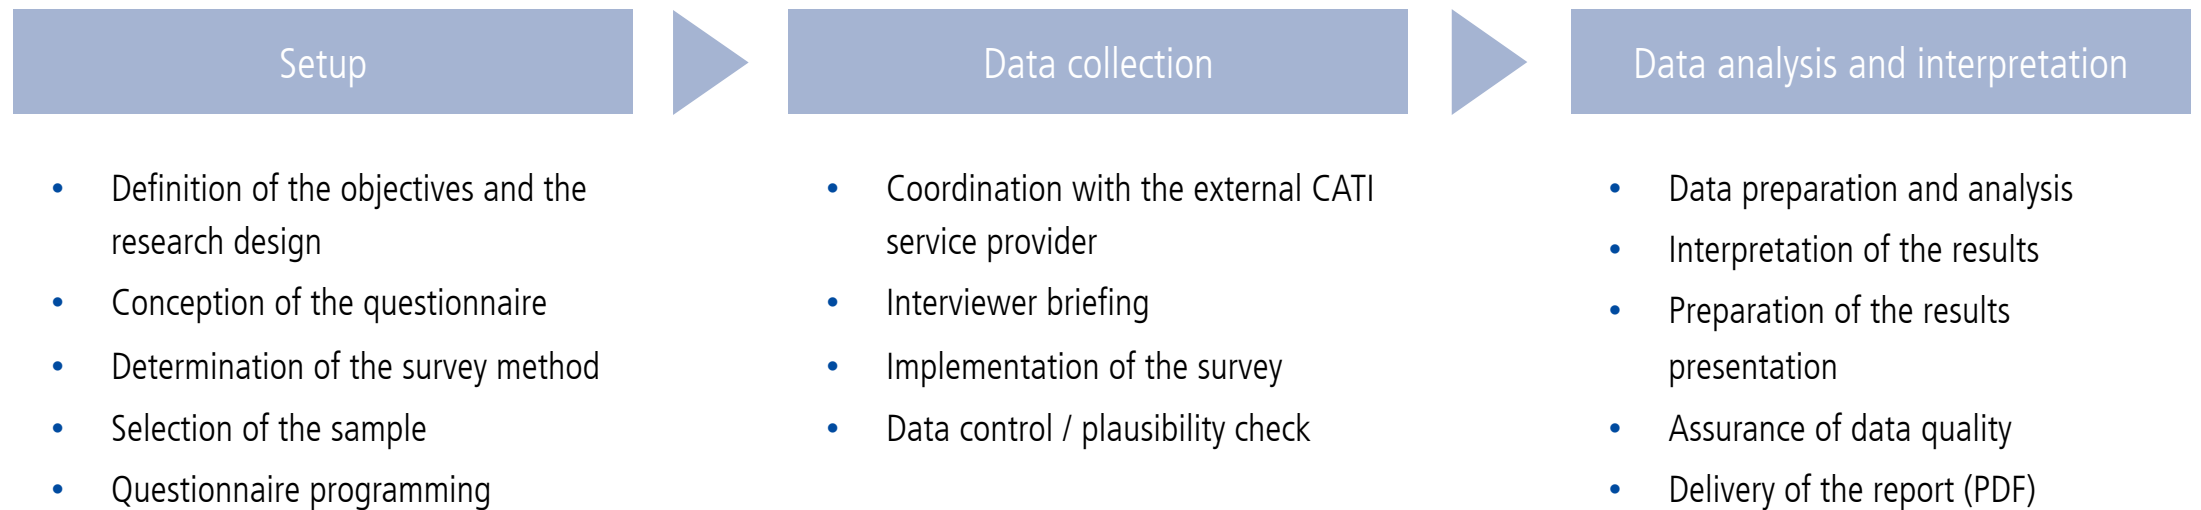 Setup
• Definition of the objectives and the
research design
• Conception of the questionnaire
• Determination of the survey method
• Selection of the sample
• Questionnaire programming
Data collection
• Coordination with the external CATI
service provider
• Interviewer briefing
• Implementation of the survey
• Data control / plausibility check
Data analysis and interpretation
• Data preparation and analysis
• Interpretation of the results
• Preparation of the results
presentation
• Assurance of data quality
• Delivery of the report (PDF)